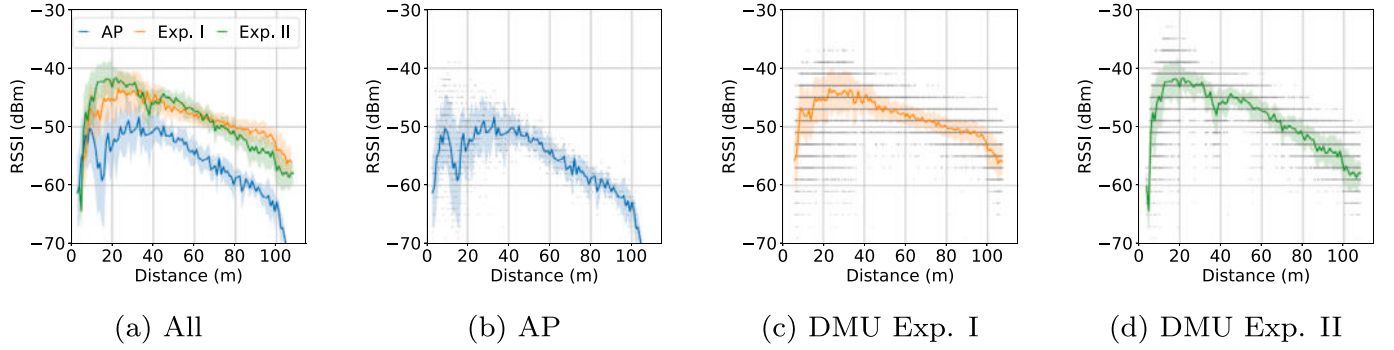 AP Exp. I Exp. II
RSSI (dBm)
−30
−40
−50
−60
−70
0 20 40 60 80 100
Distance (m)
(a) All
RSSI (dBm)
−30
−40
−50
−60
−70
0 20 40 60 80 100
Distance (m)
(b) AP
RSSI (dBm)
−30
−40
−50
−60
−70
0 20 40 60 80 100
Distance (m)
(c) DMU Exp. I
RSSI (dBm)
−30
−40
−50
−60
−70
0 20 40 60 80 100
Distance (m)
(d) DMU Exp. II